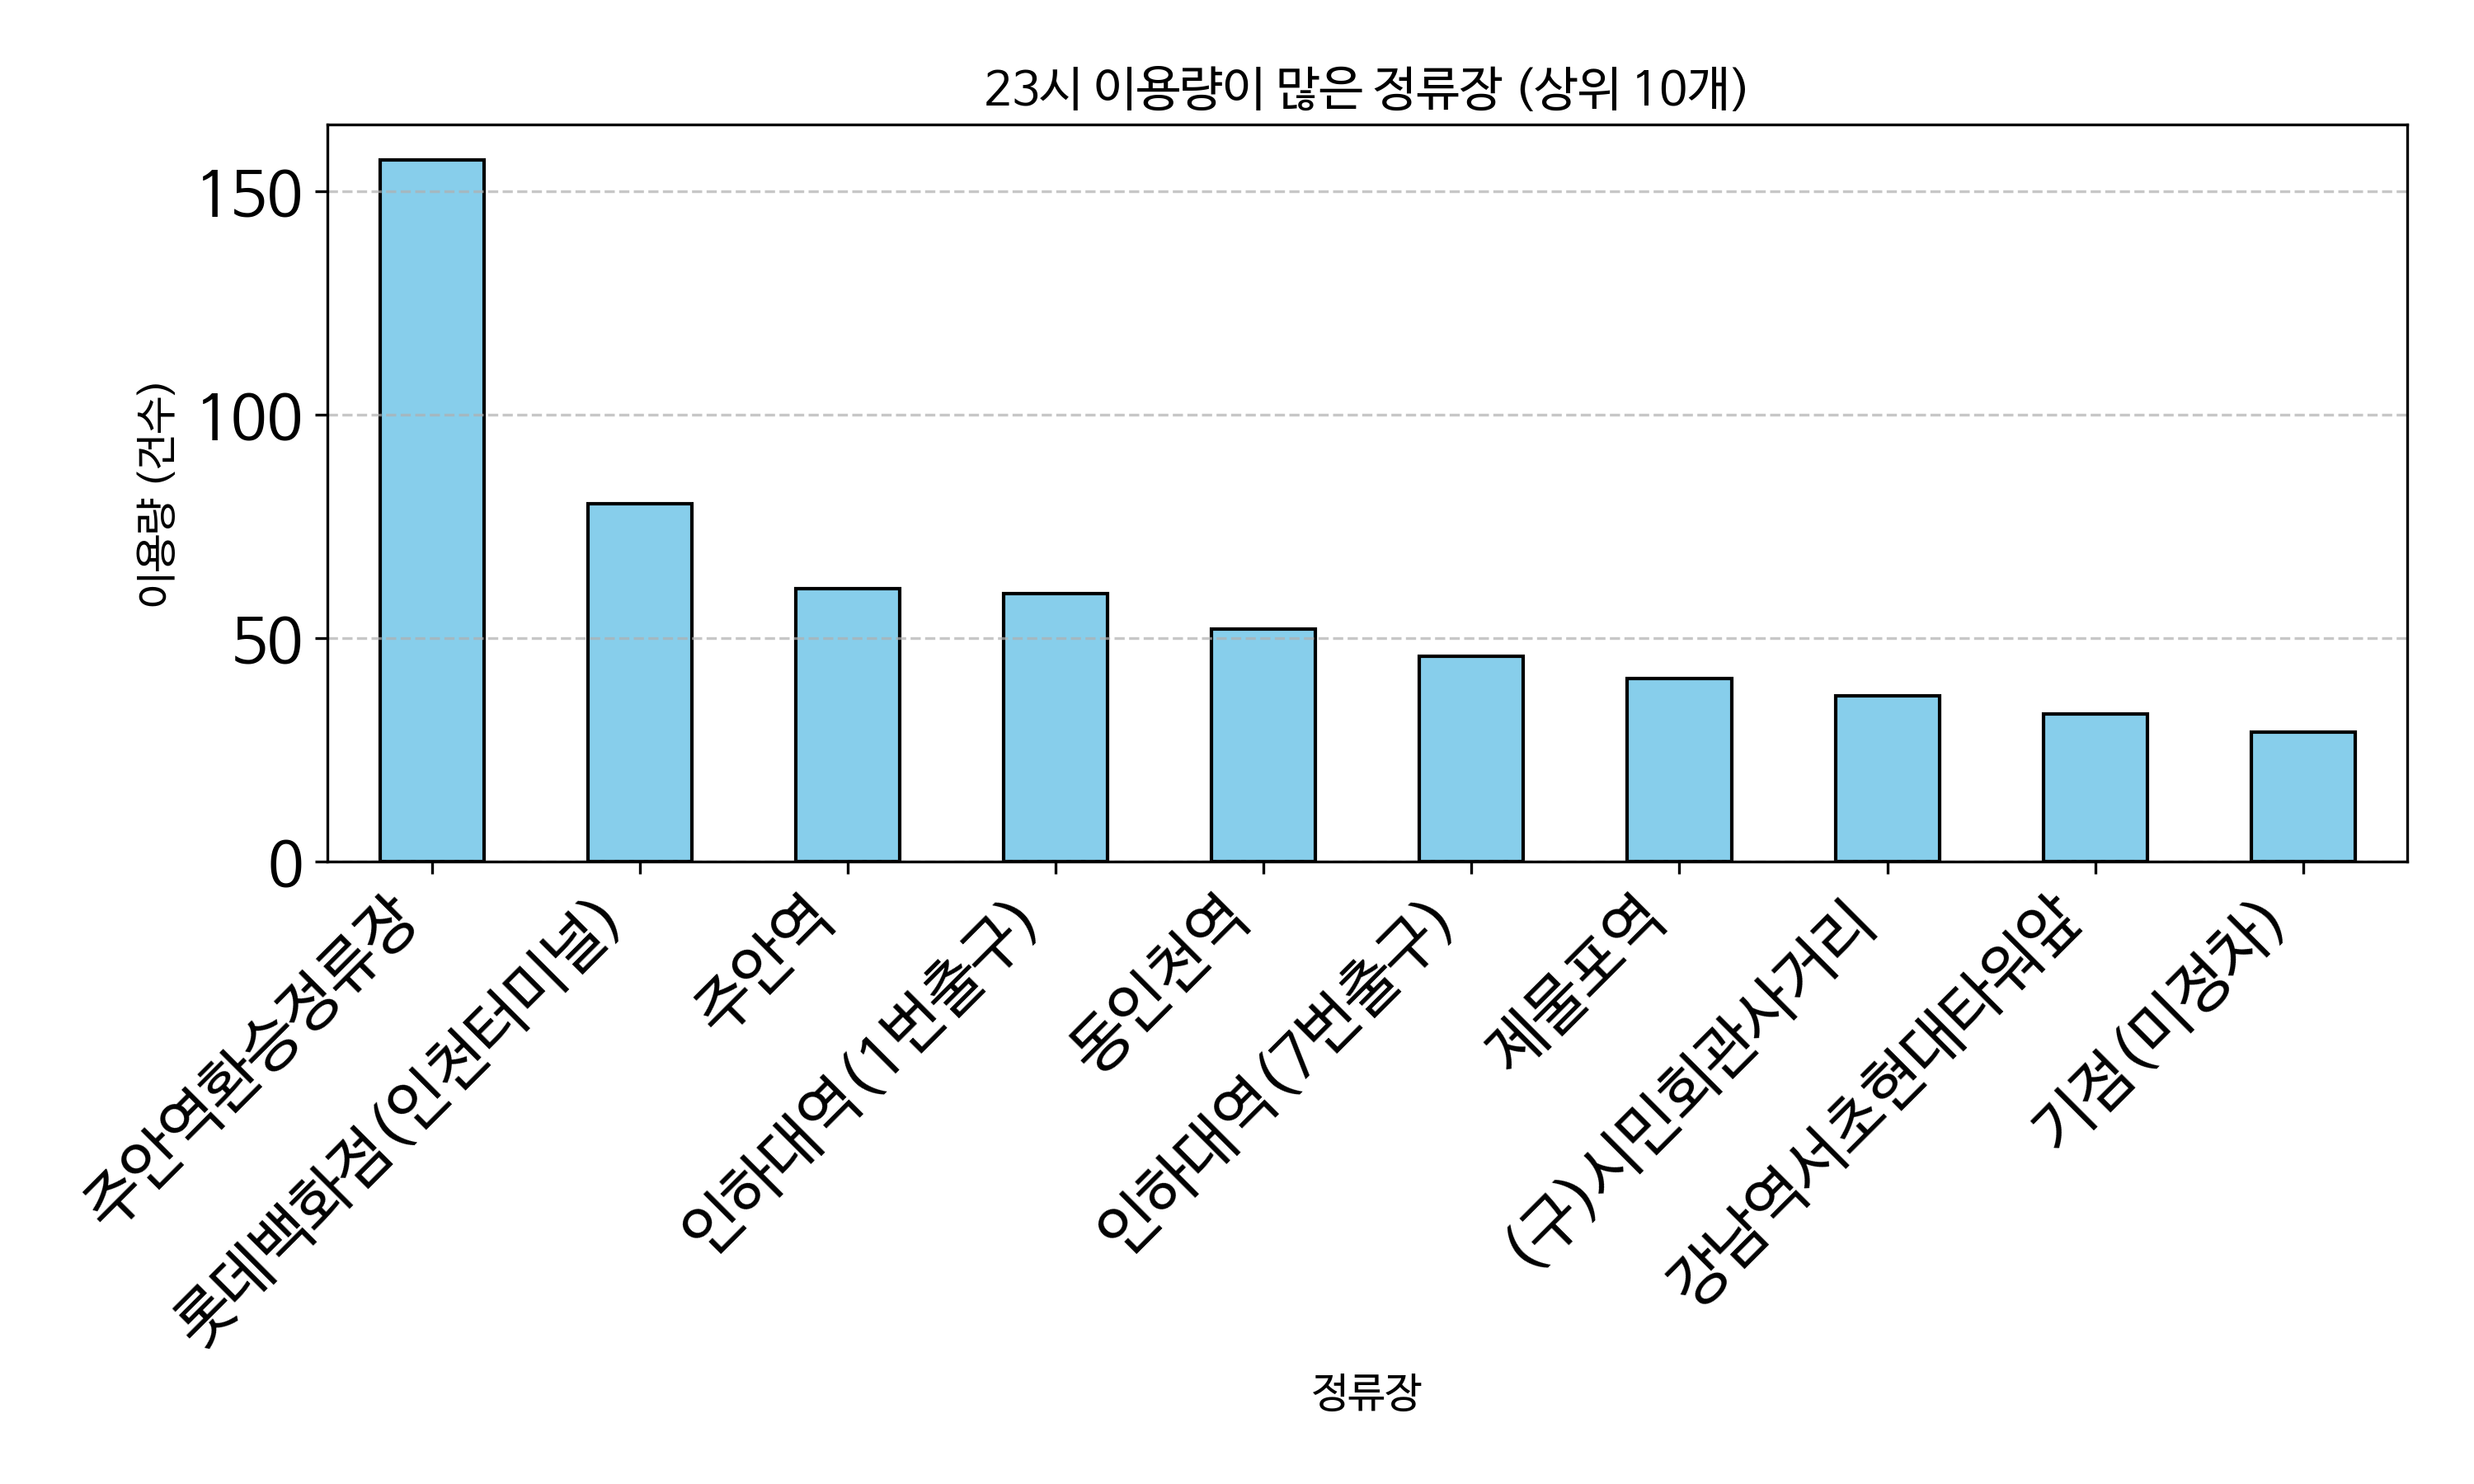 23시 이용량이 많은 정류장 (상위 10개)
이용량 (건수)
150
100
50
0
주안역환승정류장
롯데백화점(인천터미널)
주안역
인하대역(1번출구)
동인천역
인하대역(7번출구)
제물포역
(구)시민회관사거리
강남역서초현대타워앞
기점(미정차)
정류장